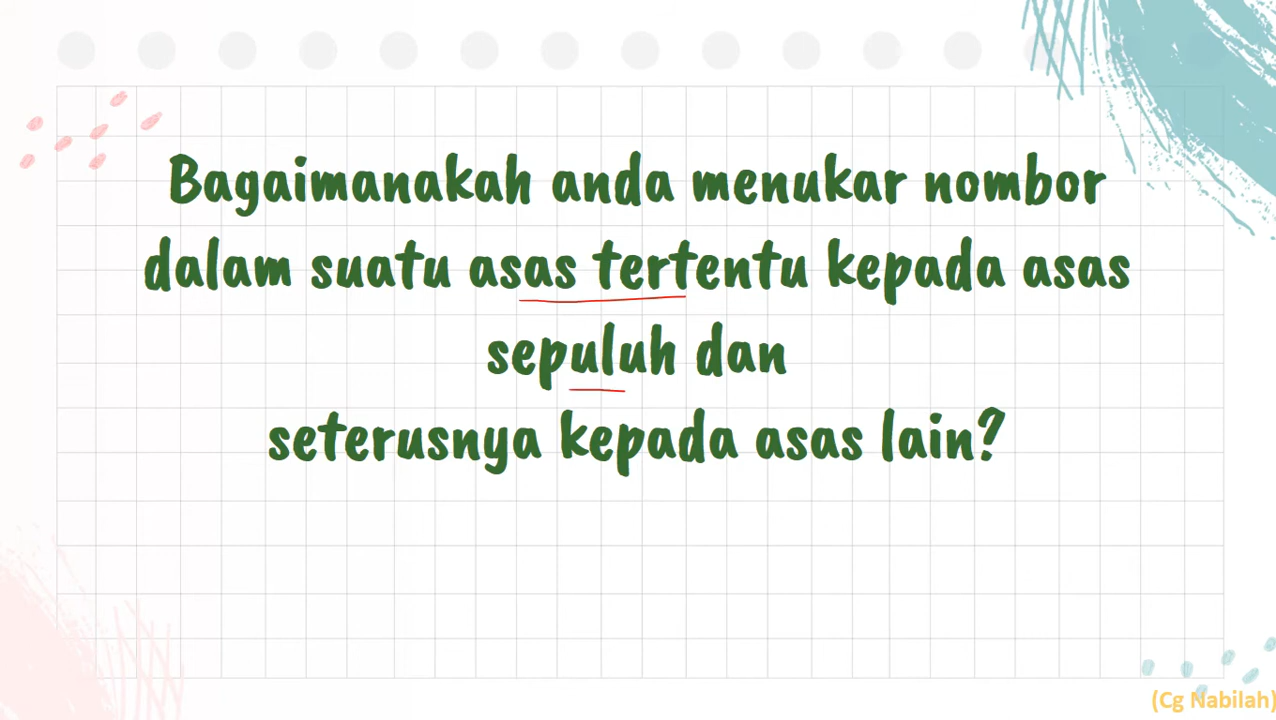 Bagaimanakah anda menukar nombor
dalam suatu asas tertentu kepada asas
sepuluh dan
seterusnya kepada asas lain?
(Cg Nabilah)